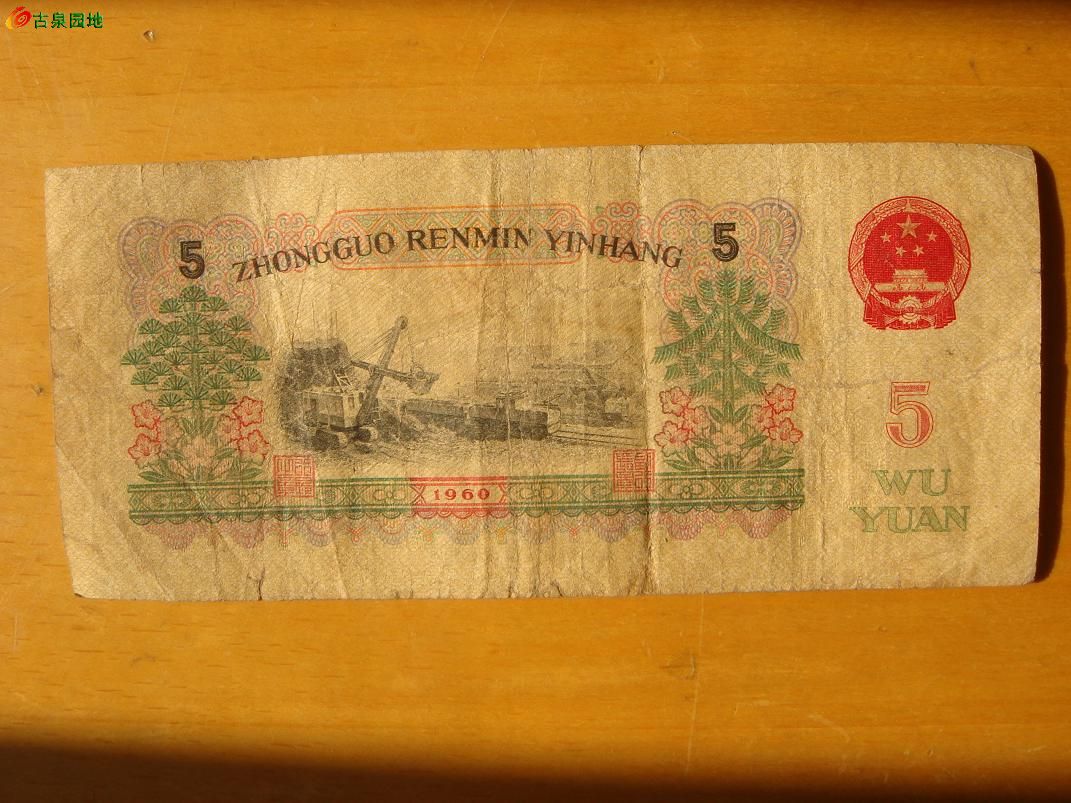 古泉园地
5
ZHONGGUO RENMIN YINHANG
5
1960
5
WU
YUAN